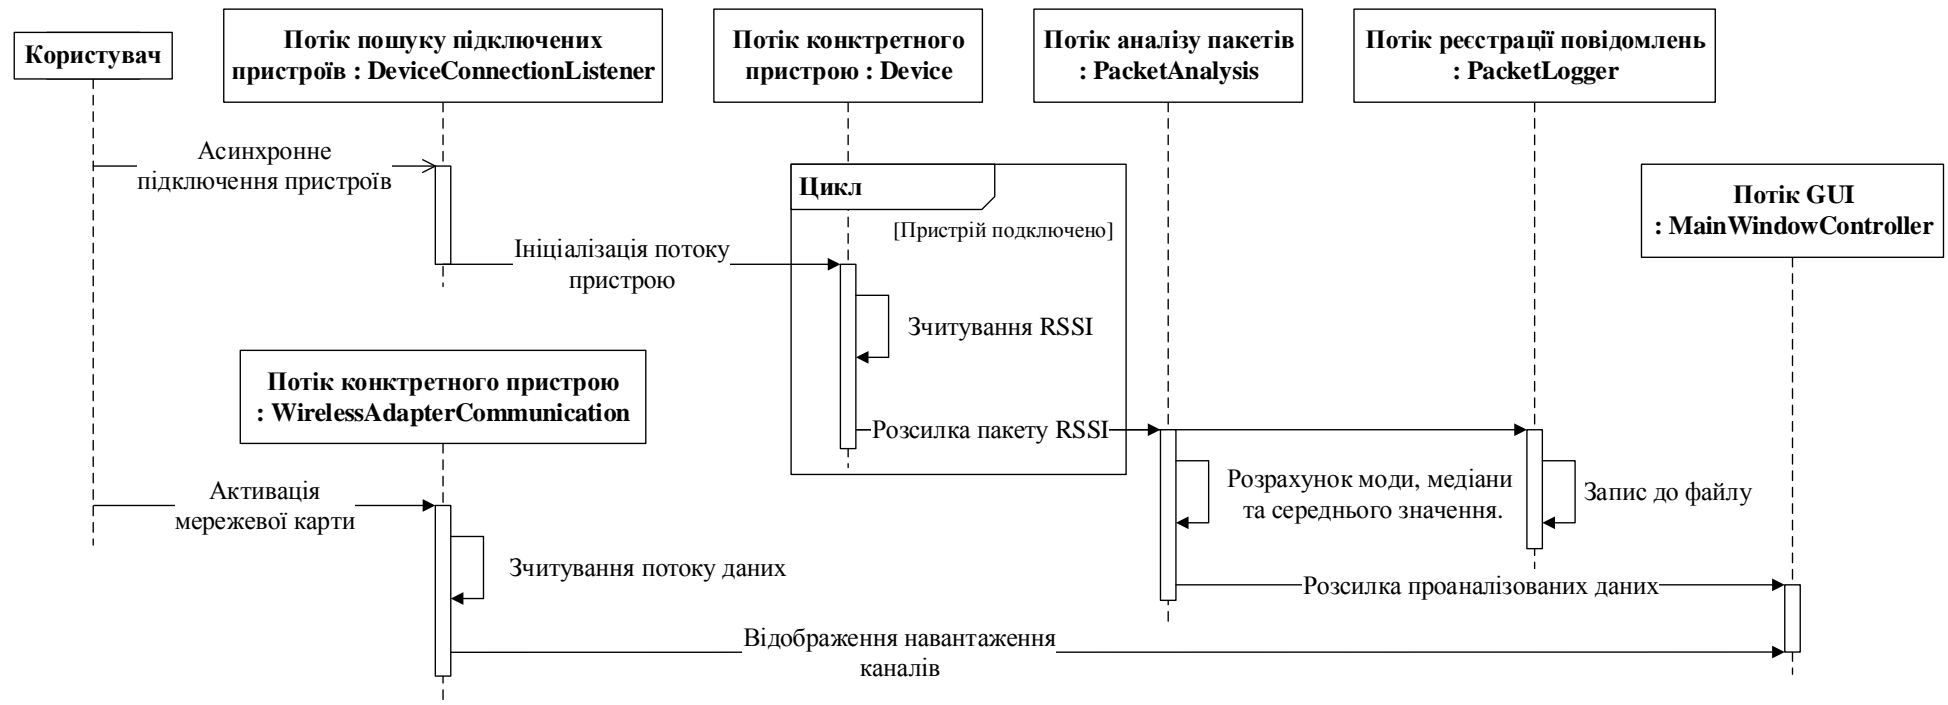 Користувач
Потік пошуку підключених
пристроїв : DeviceConnectionListener
Потік конктретного
пристрою : Device
Потік аналізу пакетів
: PacketAnalysis
Потік реєстрації повідомлень
: PacketLogger
Асинхронне
підключення пристроїв
Цикл
[Пристрій подключено]
Потік GUI
: MainWindowController
Ініціалізація потоку
пристрою
Зчитування RSSI
Потік конктретного пристрою
: WirelessAdapterCommunication
Розсилка пакету RSSI
Розрахунок моди, медіани
та середнього значення.
Запис до файлу
Активація
мережевої карти
Зчитування потоку даних
Розсилка проаналізованих даних
Відображення навантаження
каналів